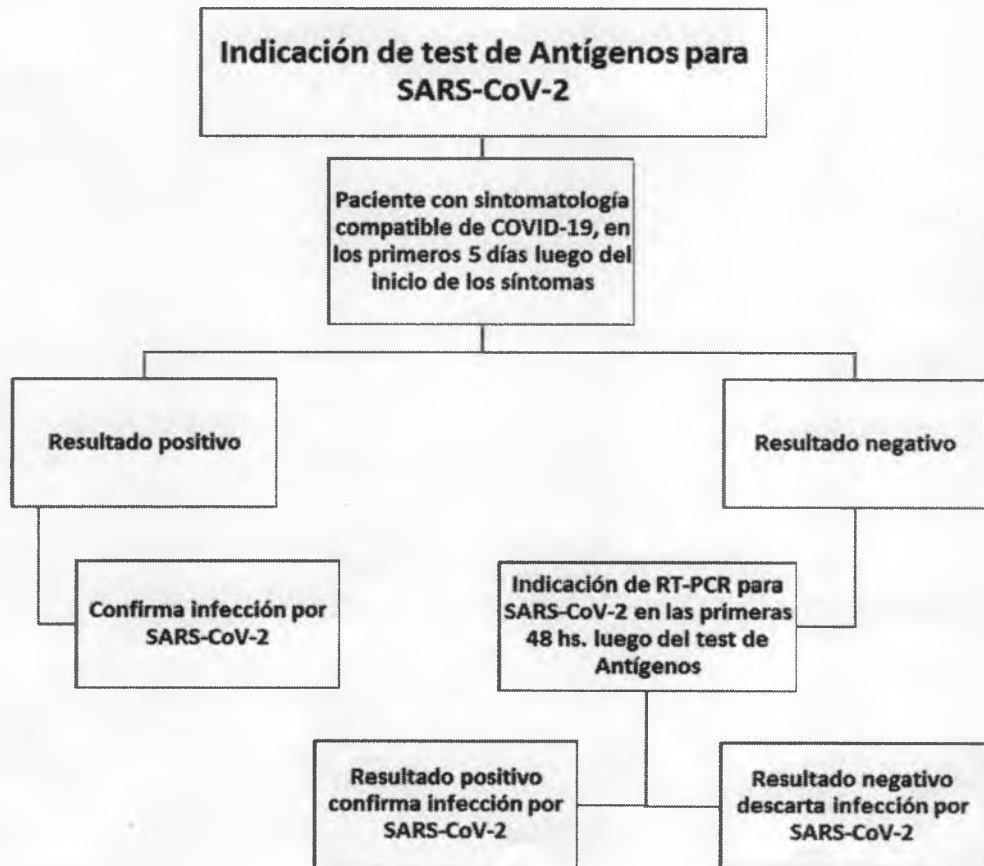 Indicación de test de Antígenos para
SARS-CoV-2
Paciente con sintomatología
compatible de COVID-19, en
los primeros 5 días luego del
inicio de los síntomas
Resultado positivo
Resultado negativo
Confirma infección por
SARS-CoV-2
Indicación de RT-PCR para
SARS-CoV-2 en las primeras
48 hs. luego del test de
Antígenos
Resultado positivo
confirma infección por
SARS-CoV-2
Resultado negativo
descarta infección por
SARS-CoV-2